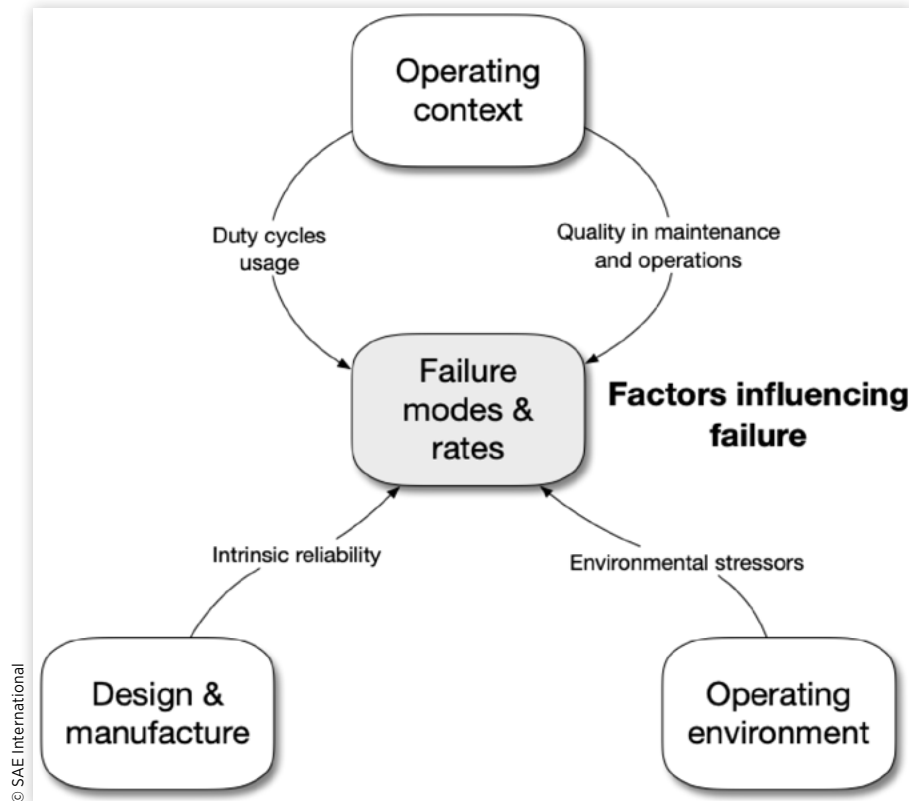 Operating
context
Duty cycles
usage
Quality in maintenance
and operations
Failure
modes &
rates
Factors influencing
failure
Intrinsic reliability
Environmental stressors
Design &
manufacture
Operating
environment
© SAE International